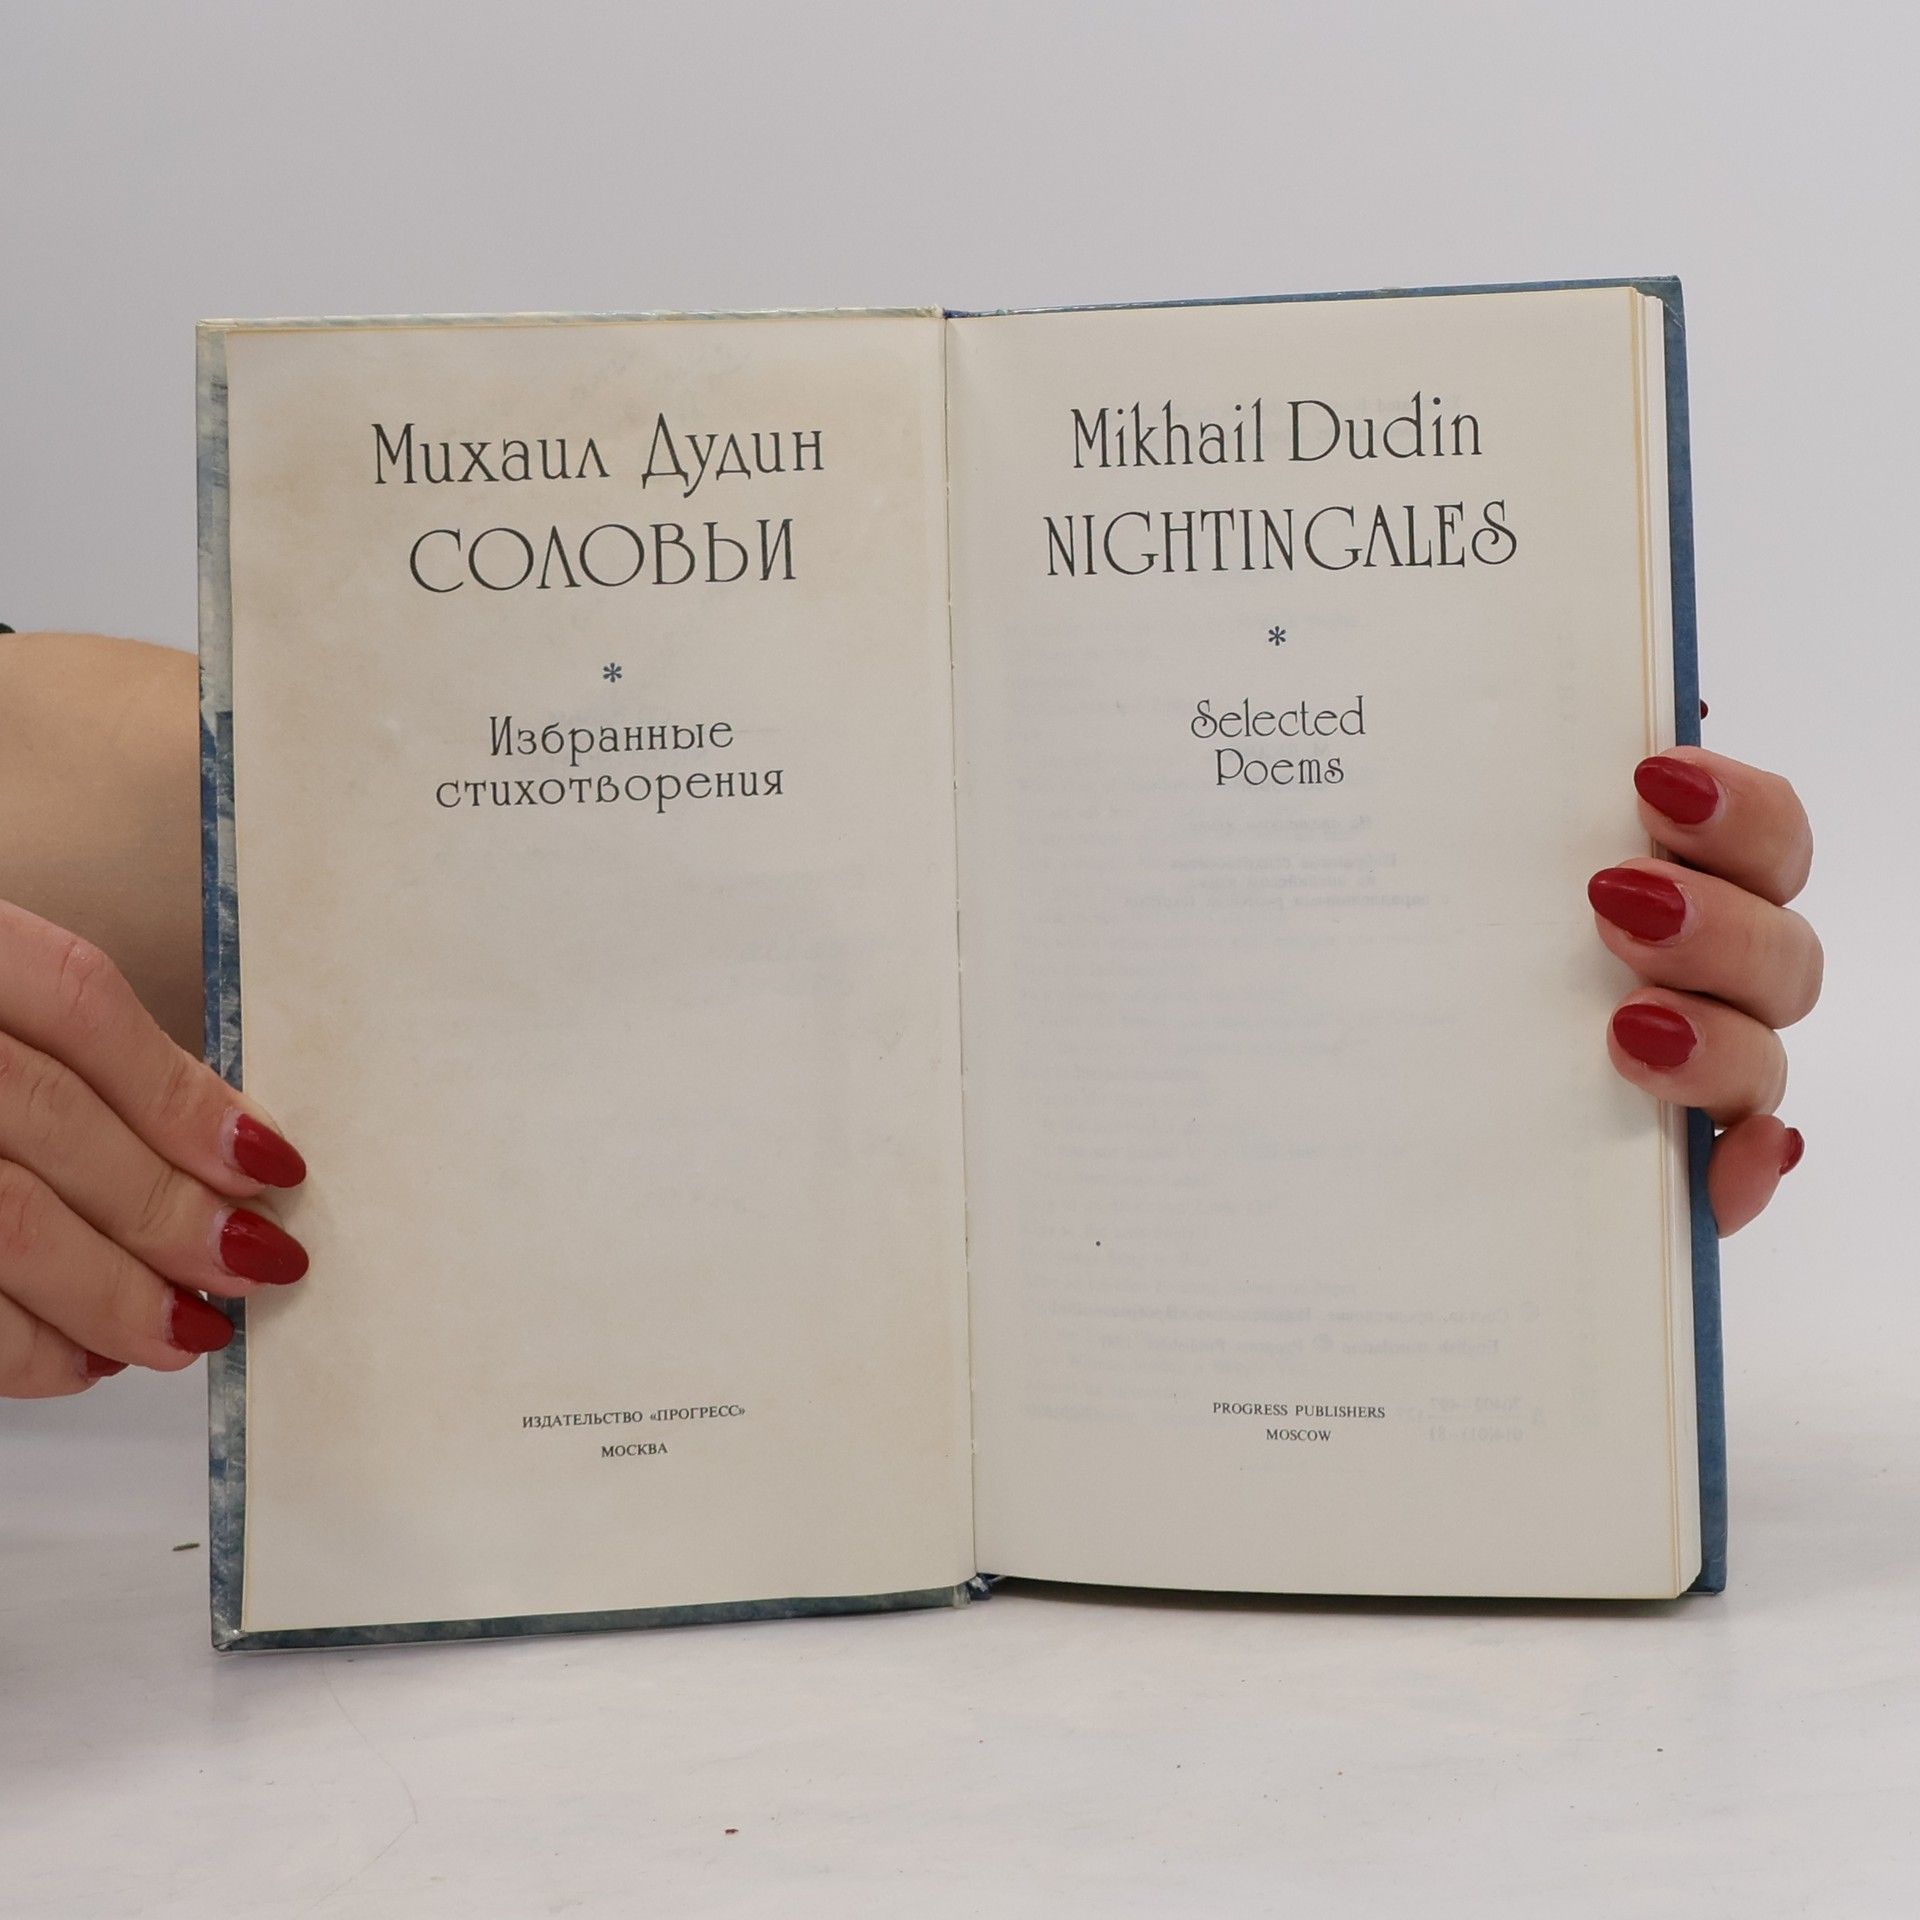 Михаил Дудин
СОЛОВЬИ
*
Избранные
стихотворения
ИЗДАТЕЛЬСТВО «ПРОГРЕСС»
МОСКВА
Mikhail Dudin
NIGHTINGALES
*
Selected
Poems
PROGRESS PUBLISHERS
MOSCOW